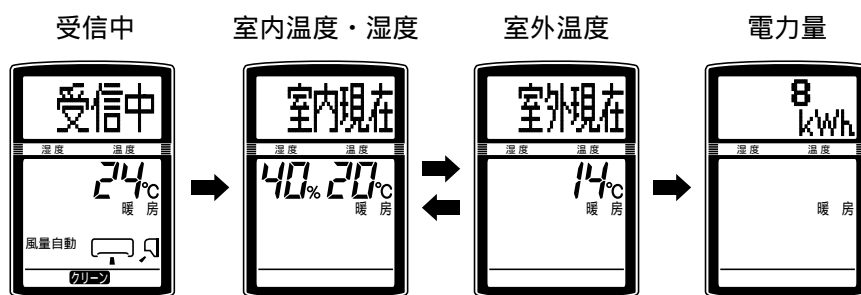 受信中
室内温度・湿度
室外温度
電力量
受信中
湿度 温度
24℃
暖房
風量自動
クリーン
室内現在
湿度 温度
40% 20℃
暖房
室外現在
湿度 温度
14℃
暖房
8
kWh
湿度 温度
暖房